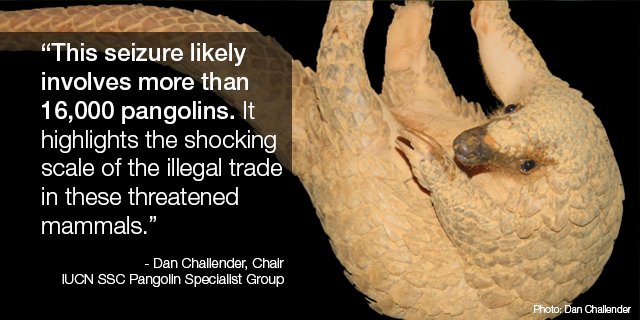 “This seizure likely
involves more than
16,000 pangolins. It
highlights the shocking
scale of the illegal trade
in these threatened
mammals.”
- Dan Challender, Chair
IUCN SSC Pangolin Specialist Group
Photo: Dan Challender